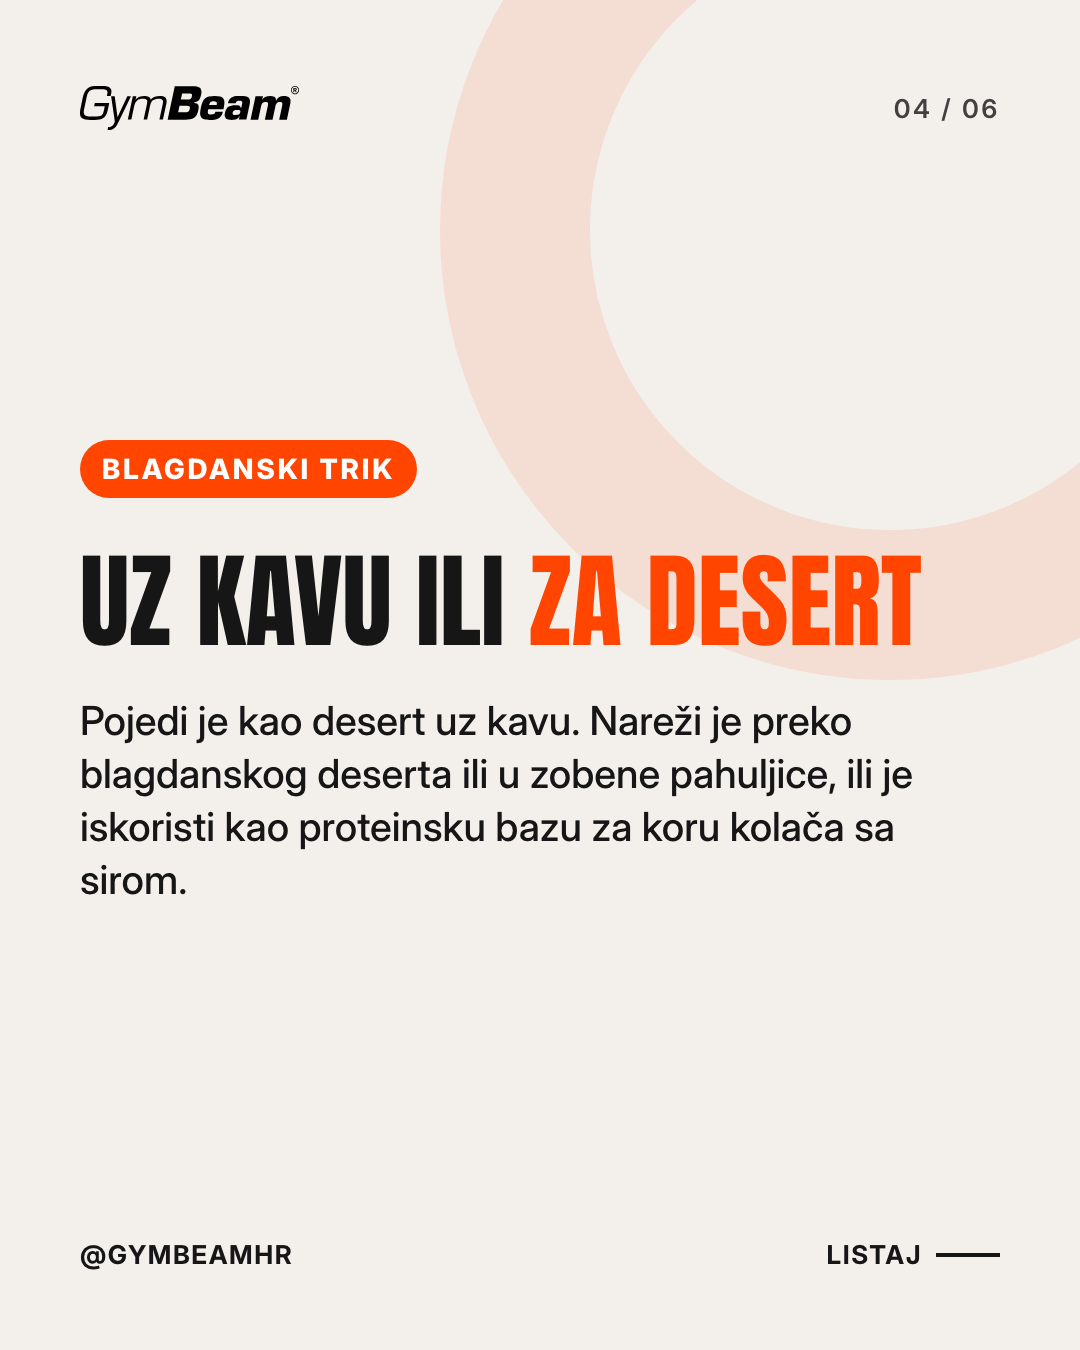 GymBeam®
04 / 06
BLAGDANSKI TRIK
UZ KAVU ILI ZA DESERT
Pojedi je kao desert uz kavu. Nareži je preko
blagdanskog deserta ili u zobene pahuljice, ili je
iskoristi kao proteinsku bazu za koru kolača sa
sirom.
@GYMBEAMHR
LISTAJ